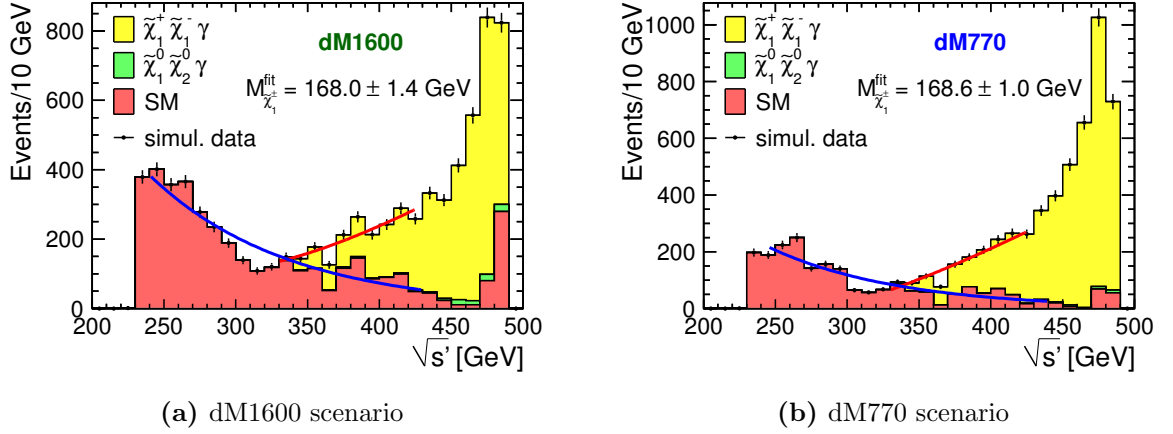 Events/10 GeV
800
600
400
200
0
χ̃₁⁺ χ̃₁⁻ γ
χ̃₁⁰ χ̃₂⁰ γ
SM
simul. data
dM1600
M^fit_χ̃₁± = 168.0 ± 1.4 GeV
200 250 300 350 400 450 500
√s' [GeV]
(a) dM1600 scenario
Events/10 GeV
1000
800
600
400
200
0
χ̃₁⁺ χ̃₁⁻ γ
χ̃₁⁰ χ̃₂⁰ γ
SM
simul. data
dM770
M^fit_χ̃₁± = 168.6 ± 1.0 GeV
200 250 300 350 400 450 500
√s' [GeV]
(b) dM770 scenario